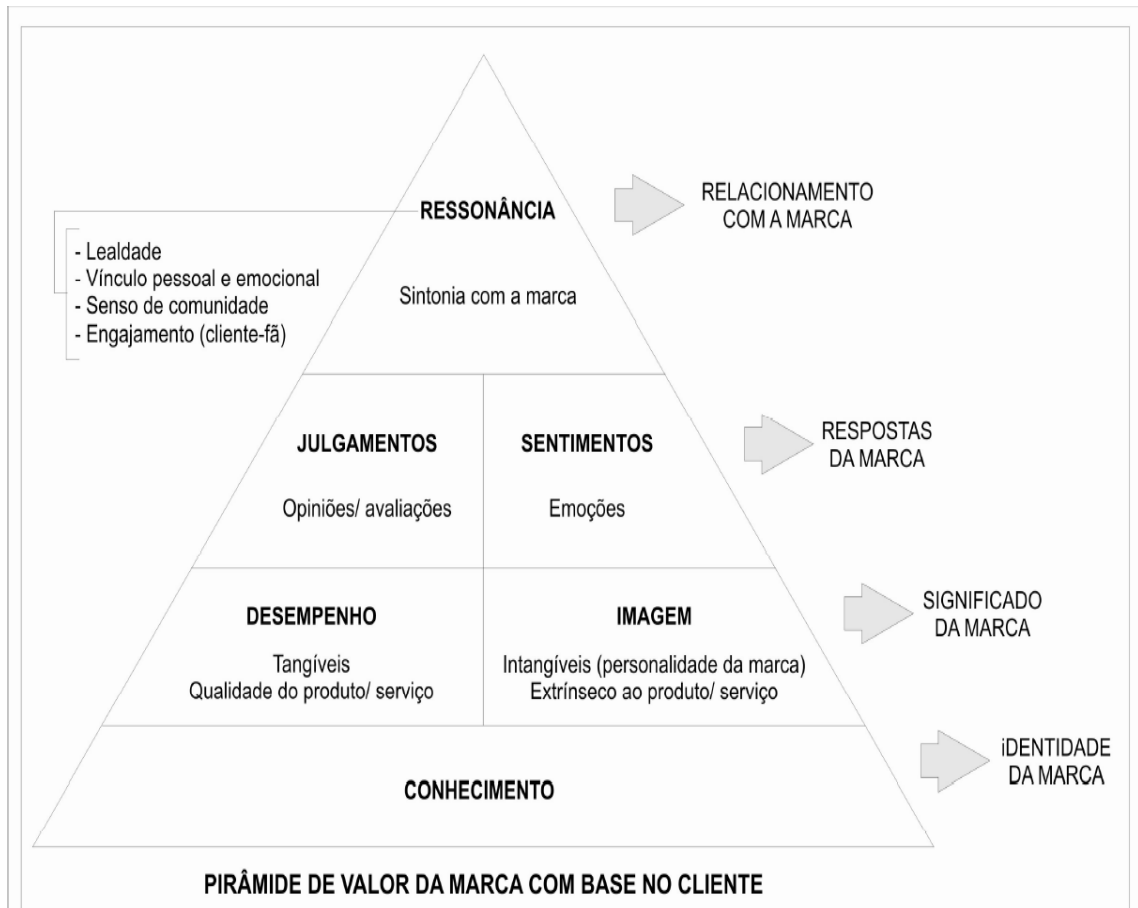 RESSONÂNCIA
Sintonia com a marca
RELACIONAMENTO
COM A MARCA
- Lealdade
- Vínculo pessoal e emocional
- Senso de comunidade
- Engajamento (cliente-fã)
JULGAMENTOS
Opiniões/ avaliações
SENTIMENTOS
Emoções
RESPOSTAS
DA MARCA
DESEMPENHO
Tangíveis
Qualidade do produto/ serviço
IMAGEM
Intangíveis (personalidade da marca)
Extrínseco ao produto/ serviço
SIGNIFICADO
DA MARCA
CONHECIMENTO
iDENTIDADE
DA MARCA
PIRÂMIDE DE VALOR DA MARCA COM BASE NO CLIENTE